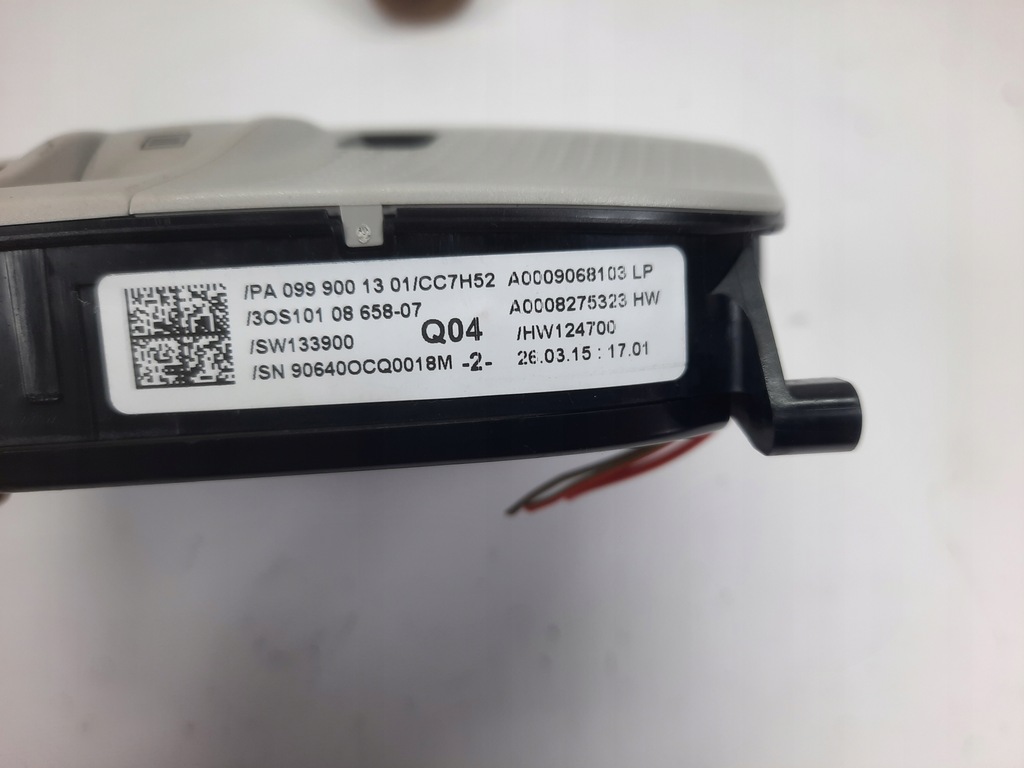 /PA 099 900 13 01/CC7H52 A0009068103 LP
/3OS101 08 658-07 A0008275323 HW
/SW133900 Q04 /HW124700
/SN 90640OCQ0018M -2- 26.03.15 : 17.01